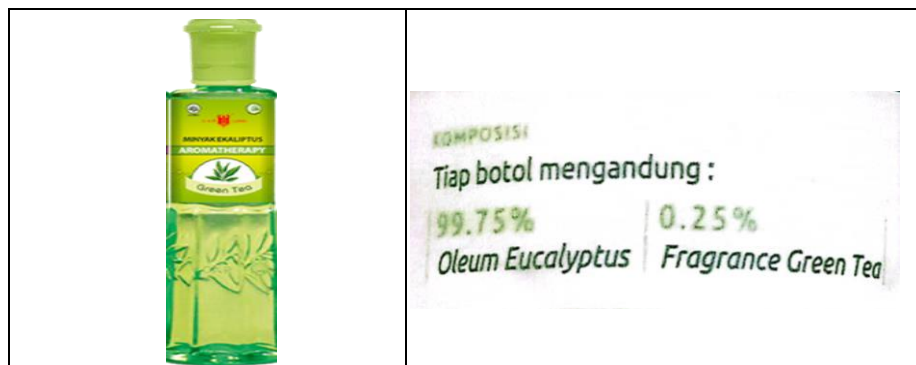 MINYAK EKALIPTUS
AROMATHERAPY
Green Tea
KOMPOSISI
Tiap botol mengandung :
99.75%
0.25%
Oleum Eucalyptus
Fragrance Green Tea